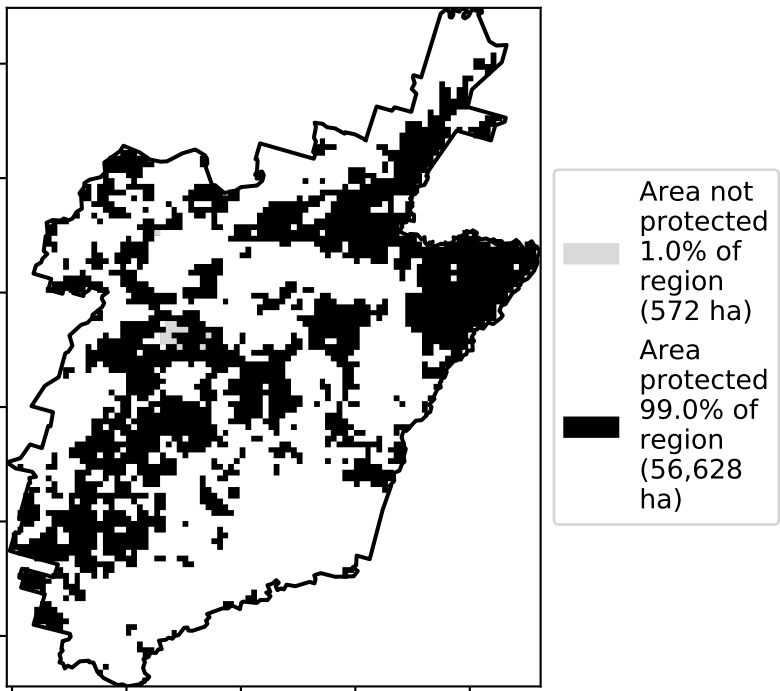 Area not
protected
1.0% of
region
(572 ha)
Area
protected
99.0% of
region
(56,628
ha)